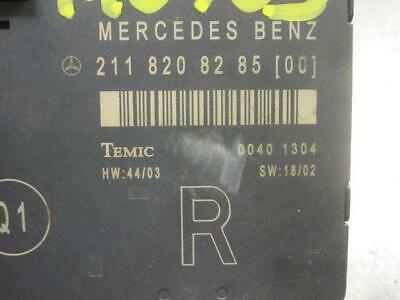 MERCEDES BENZ
211 820 82 85 [00]
TEMIC 0040 1304
HW:44/03 SW:18/02
Q1 R